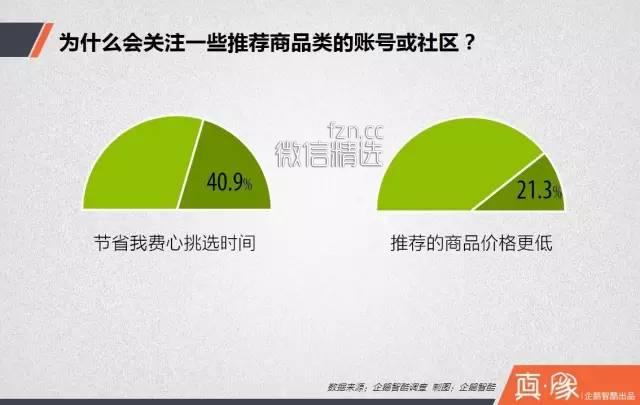 为什么会关注一些推荐商品类的账号或社区？
fzn.cc
微信精选
40.9%
21.3%
节省我费心挑选时间
推荐的商品价格更低
数据来源：企鹅智酷调查 制图：企鹅智酷
真·像
企鹅智酷出品